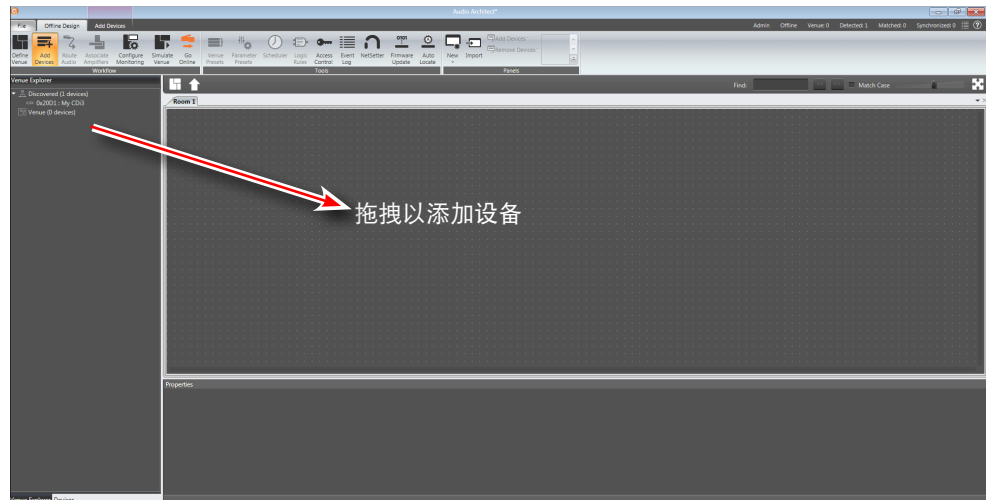 Audio Architect*
File Offline Design Add Devices
Admin Offline Venue: 0 Detected: 1 Matched: 0 Synchronized: 0
Define Venue
Add Devices
Route Audio
Associate Amplifiers
Configure Monitoring
Simulate Venue
Go Online
Venue Presets
Parameter Presets
Scheduler
Logic Rules
Access Control
Event Log
NetSetter
Firmware Update
Auto Locate
New
Import
Add Devices
Remove Devices
Workflow
Tools
Panels
Venue Explorer
Discovered (1 devices)
0x20D1 : My CDi3
Venue (0 devices)
Find:
Match Case
Room 1
拖拽以添加设备
Properties
Venue Explorer Devices